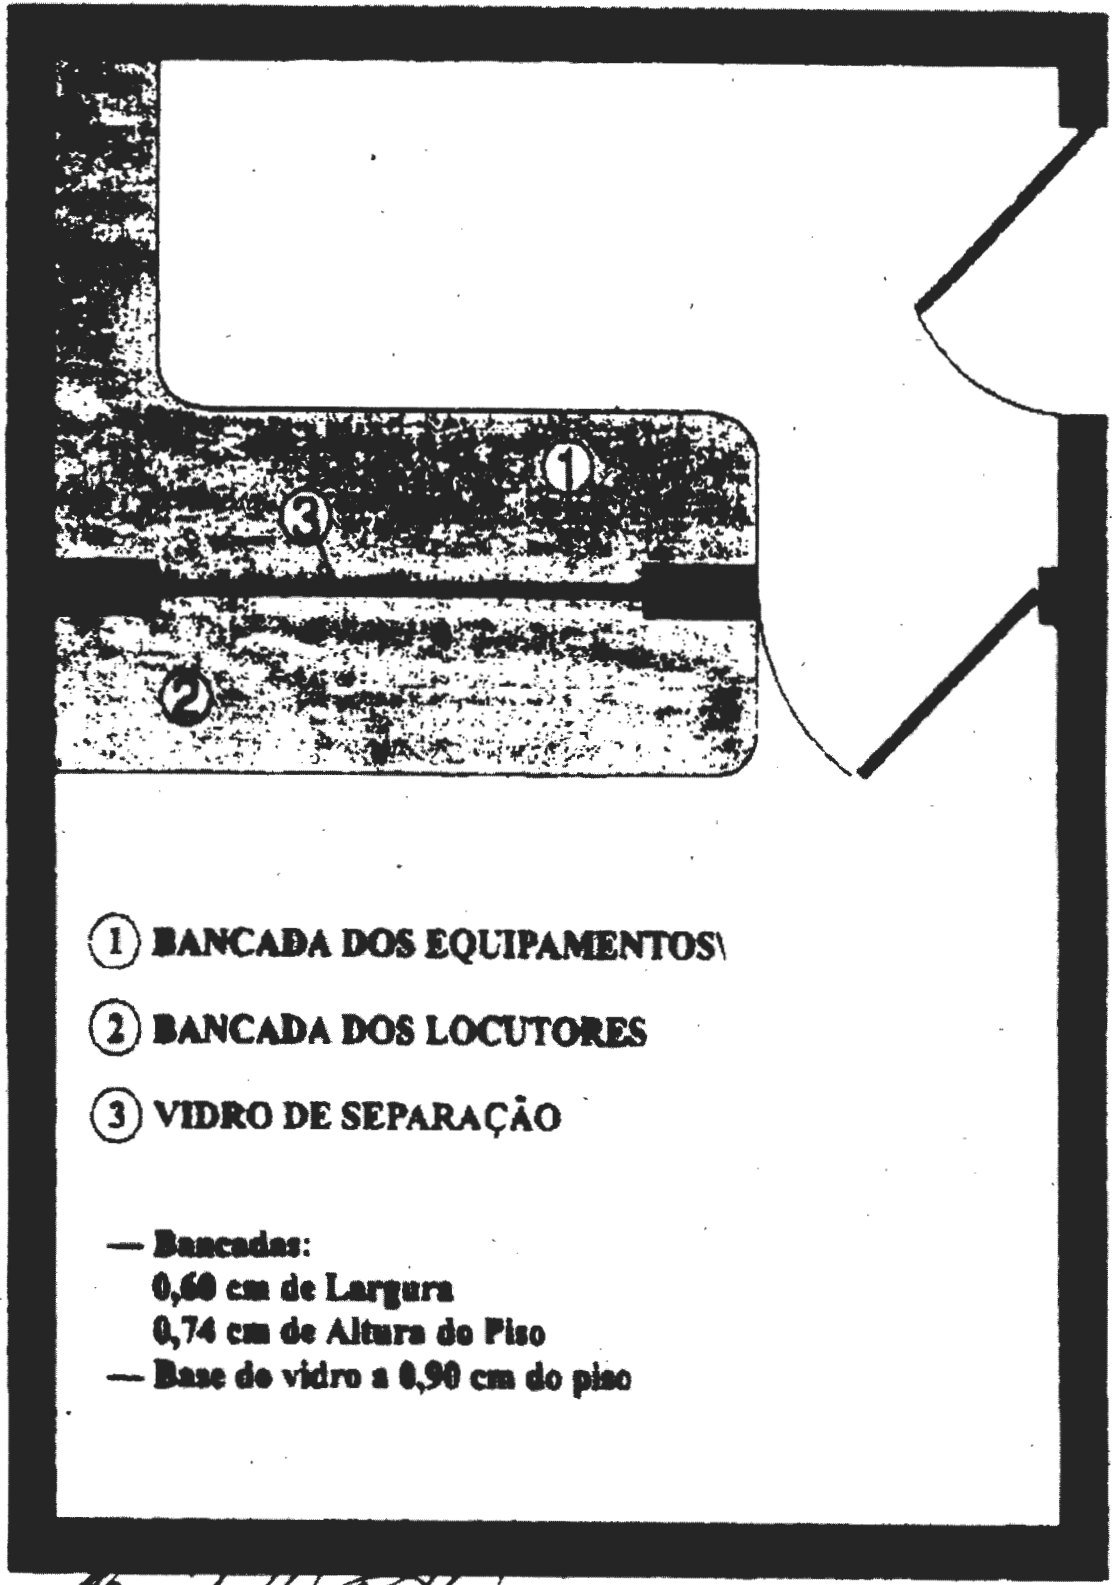 1
3
2
1 BANCADA DOS EQUIPAMENTOS\
2 BANCADA DOS LOCUTORES
3 VIDRO DE SEPARAÇÃO
— Bancadas:
0,60 cm de Largura
0,74 cm de Altura do Piso
— Base do vidro a 0,90 cm do piso